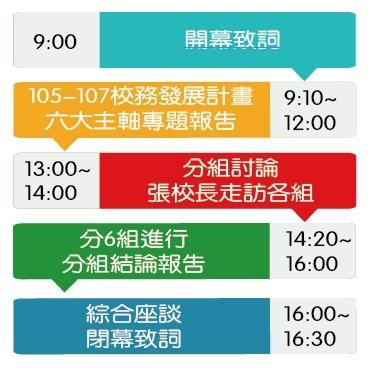 9:00 開幕致詞
105-107校務發展計畫
六大主軸專題報告
9:10~
12:00
13:00~
14:00
分組討論
張校長走訪各組
分6組進行
分組結論報告
14:20~
16:00
綜合座談
閉幕致詞
16:00~
16:30